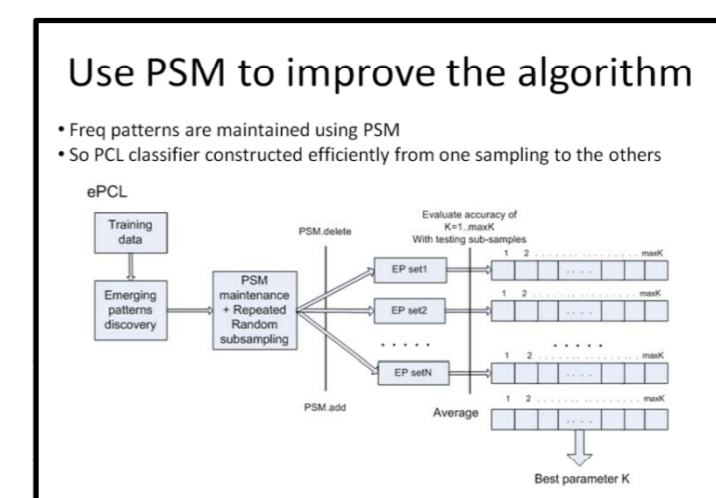 Use PSM to improve the algorithm
• Freq patterns are maintained using PSM
• So PCL classifier constructed efficiently from one sampling to the others
ePCL
Training
data
Emerging
patterns
discovery
PSM
maintenance
+ Repeated
Random
subsampling
PSM.delete
PSM.add
EP set1
EP set2
. . . . .
EP setN
Evaluate accuracy of
K=1..maxK
With testing sub-samples
1 2 . . . . . . . . . . . . . . . . . . maxK
. . . .
1 2 . . . . . . . . . . . . . . . . . . maxK
. . . .
. . . . .
1 2 . . . . . . . . . . . . . . . . . . maxK
. . . .
Average
1 2 . . . . . . . . . . . . . . . . . . maxK
. . . .
Best parameter K